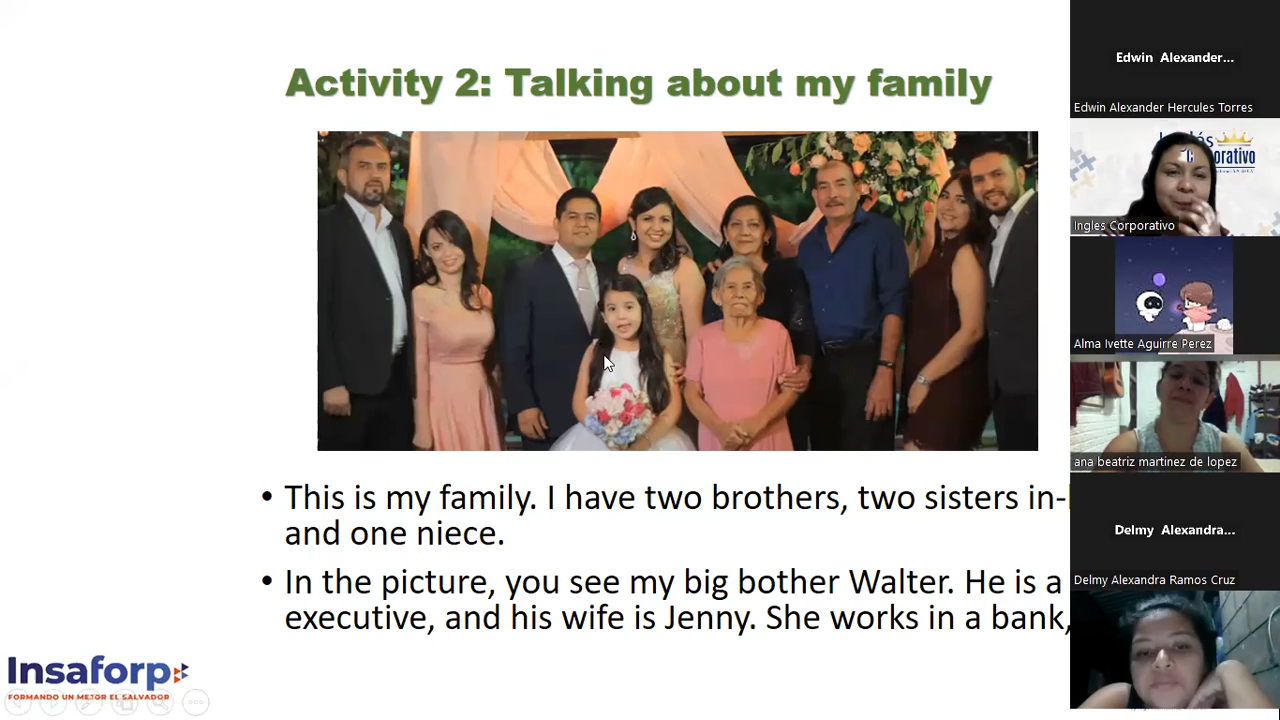 Activity 2: Talking about my family
• This is my family. I have two brothers, two sisters in-
and one niece.
• In the picture, you see my big bother Walter. He is a
executive, and his wife is Jenny. She works in a bank,
Insaforp
FORMANDO UN MEJOR EL SALVADOR
Edwin Alexander...
Edwin Alexander Hercules Torres
Ingles Corporativo
Alma Ivette Aguirre Perez
ana beatriz martinez de lopez
Delmy Alexandra...
Delmy Alexandra Ramos Cruz